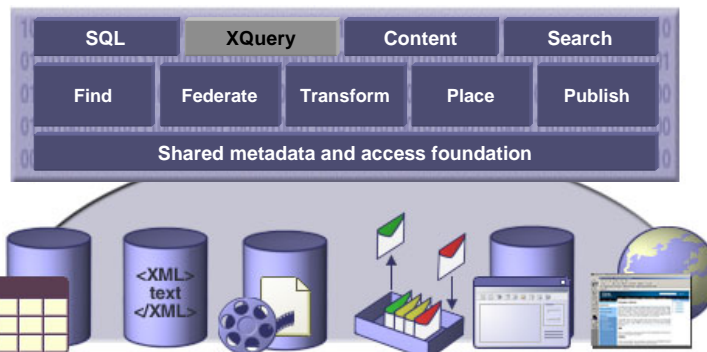 SQL XQuery Content Search
Find Federate Transform Place Publish
Shared metadata and access foundation
<XML>
text
</XML>